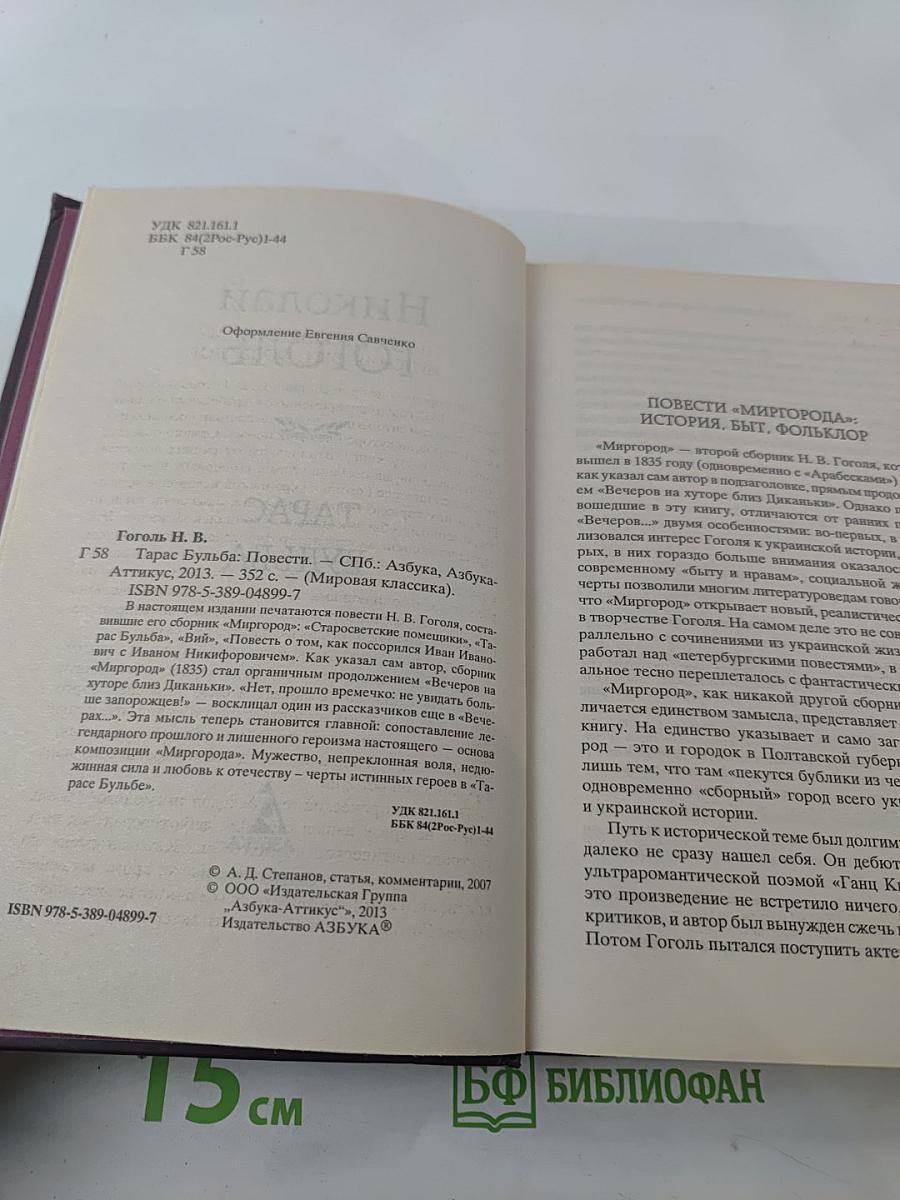 УДК 821.161.1
ББК 84(2Рос-Рус)1-44
Г 58
Оформление Евгения Савченко
Гоголь Н. В.
Г 58 Тарас Бульба: Повести. — СПб.: Азбука, Азбука-
Аттикус, 2013. — 352 с. — (Мировая классика).
ISBN 978-5-389-04899-7
В настоящем издании печатаются повести Н. В. Гоголя, соста-
вившие его сборник «Миргород»: «Старосветские помещики», «Та-
рас Бульба», «Вий», «Повесть о том, как поссорился Иван Ивано-
вич с Иваном Никифоровичем». Как указал сам автор, сборник
«Миргород» (1835) стал органичным продолжением «Вечеров на
хуторе близ Диканьки». «Нет, прошло времечко: не увидать боль-
ше запорожцев!» — восклицал один из рассказчиков еще в «Вече-
рах...». Эта мысль теперь становится главной: сопоставление ле-
гендарного прошлого и лишенного героизма настоящего — основа
композиции «Миргорода». Мужество, непреклонная воля, недю-
жинная сила и любовь к отечеству – черты истинных героев в «Та-
расе Бульбе».
УДК 821.161.1
ББК 84(2Рос-Рус)1-44
© А. Д. Степанов, статья, комментарии, 2007
© ООО «Издательская Группа
„Азбука-Аттикус“», 2013
Издательство АЗБУКА®
ISBN 978-5-389-04899-7
ПОВЕСТИ «МИРГОРОДА»:
ИСТОРИЯ, БЫТ, ФОЛЬКЛОР
«Миргород» — второй сборник Н. В. Гоголя, кот
вышел в 1835 году (одновременно с «Арабесками»)
как указал сам автор в подзаголовке, прямым продо
ем «Вечеров на хуторе близ Диканьки». Однако п
вошедшие в эту книгу, отличаются от ранних п
«Вечеров...» двумя особенностями: во-первых, в
лизовался интерес Гоголя к украинской истории,
рых, в них гораздо больше внимания оказалос
современному «быту и нравам», социальной ж
черты позволили многим литературоведам гово
что «Миргород» открывает новый, реалистичес
в творчестве Гоголя. На самом деле это не сов
раллельно с сочинениями из украинской жиз
работал над «петербургскими повестями», в
альное тесно переплеталось с фантастически
«Миргород», как никакой другой сборни
личается единством замысла, представляет
книгу. На единство указывает и само заг
род — это и городок в Полтавской губерн
лишь тем, что там «пекутся бублики из че
одновременно «сборный» город всего ук
и украинской истории.
Путь к исторической теме был долгим
далеко не сразу нашел себя. Он дебют
ультраромантической поэмой «Ганц К
это произведение не встретило ничего,
критиков, и автор был вынужден сжечь
Потом Гоголь пытался поступить акте
15 см
БФ БИБЛИОФАН